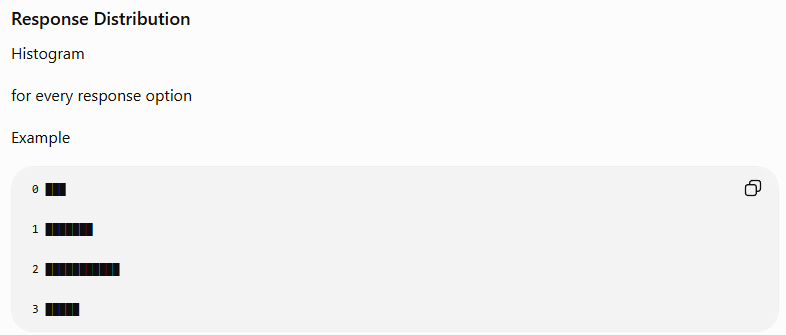 Response Distribution
Histogram
for every response option
Example
0 ███
1 ███████
2 ███████████
3 █████